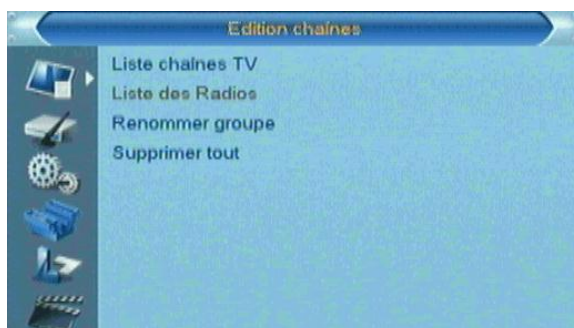 Edition chaînes
Liste chaînes TV
Liste des Radios
Renommer groupe
Supprimer tout